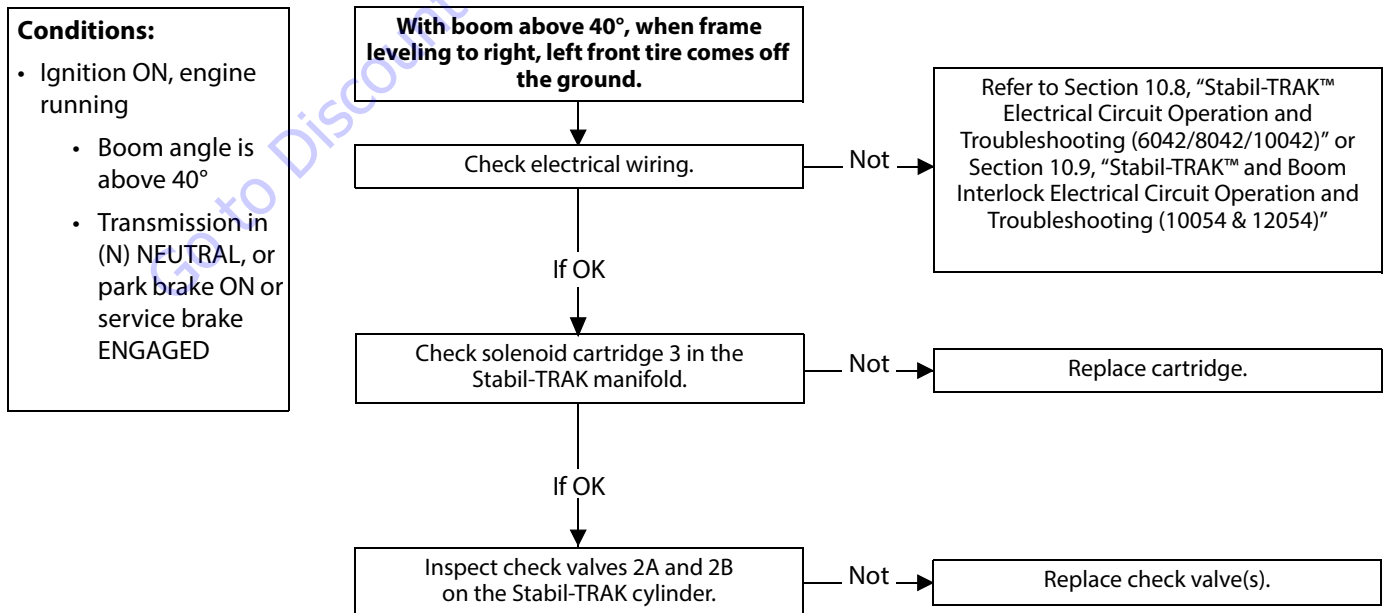 Conditions:
• Ignition ON, engine
running
• Boom angle is
above 40°
• Transmission in
(N) NEUTRAL, or
park brake ON or
service brake
ENGAGED
With boom above 40°, when frame
leveling to right, left front tire comes off
the ground.
Check electrical wiring.
Not
Refer to Section 10.8, “Stabil-TRAK™
Electrical Circuit Operation and
Troubleshooting (6042/8042/10042)” or
Section 10.9, “Stabil-TRAK™ and Boom
Interlock Electrical Circuit Operation and
Troubleshooting (10054 & 12054)”
If OK
Check solenoid cartridge 3 in the
Stabil-TRAK manifold.
Not
Replace cartridge.
If OK
Inspect check valves 2A and 2B
on the Stabil-TRAK cylinder.
Not
Replace check valve(s).
Go to Discount